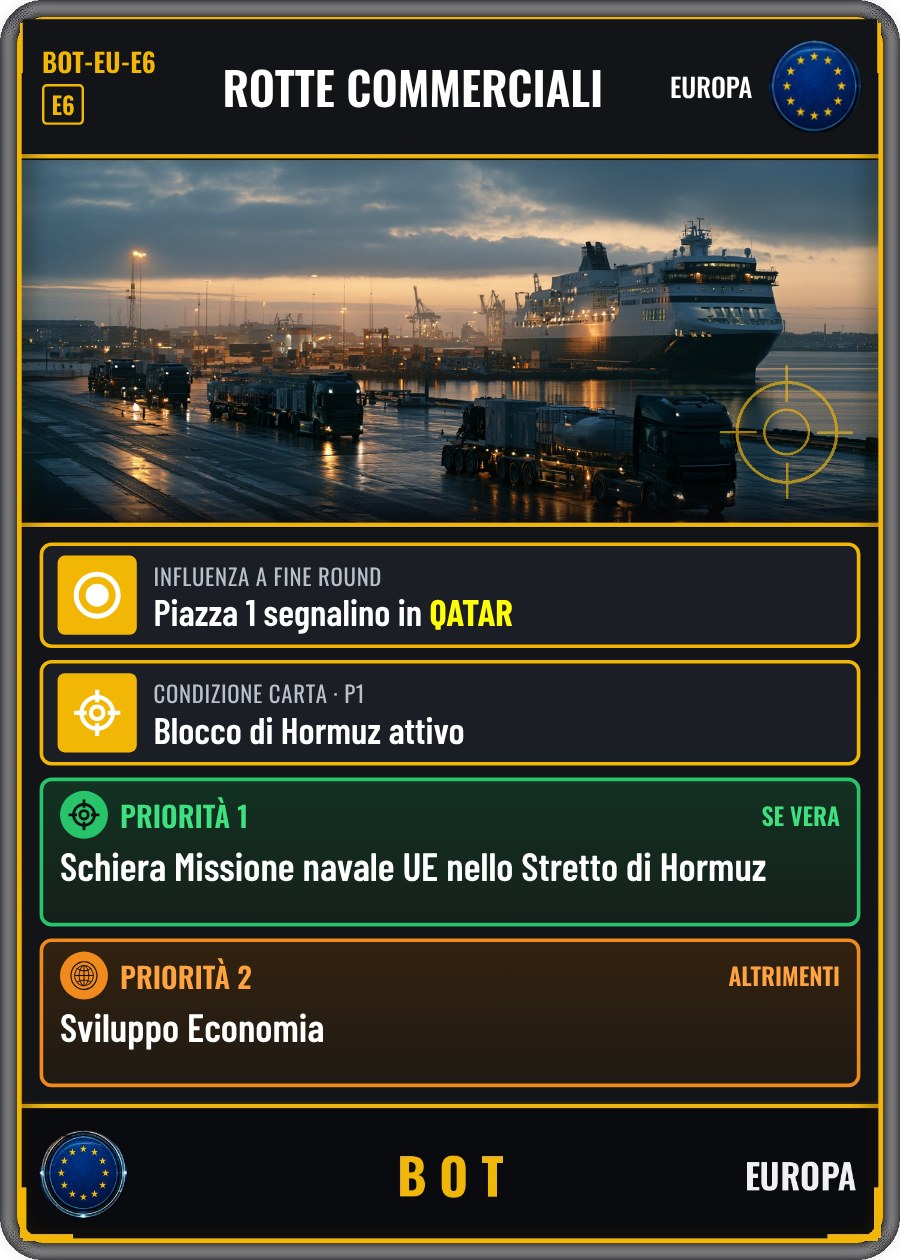 BOT-EU-E6
E6
ROTTE COMMERCIALI
EUROPA
INFLUENZA A FINE ROUND
Piazza 1 segnalino in QATAR
CONDIZIONE CARTA · P1
Blocco di Hormuz attivo
PRIORITÀ 1
SE VERA
Schiera Missione navale UE nello Stretto di Hormuz
PRIORITÀ 2
ALTRIMENTI
Sviluppo Economia
BOT
EUROPA